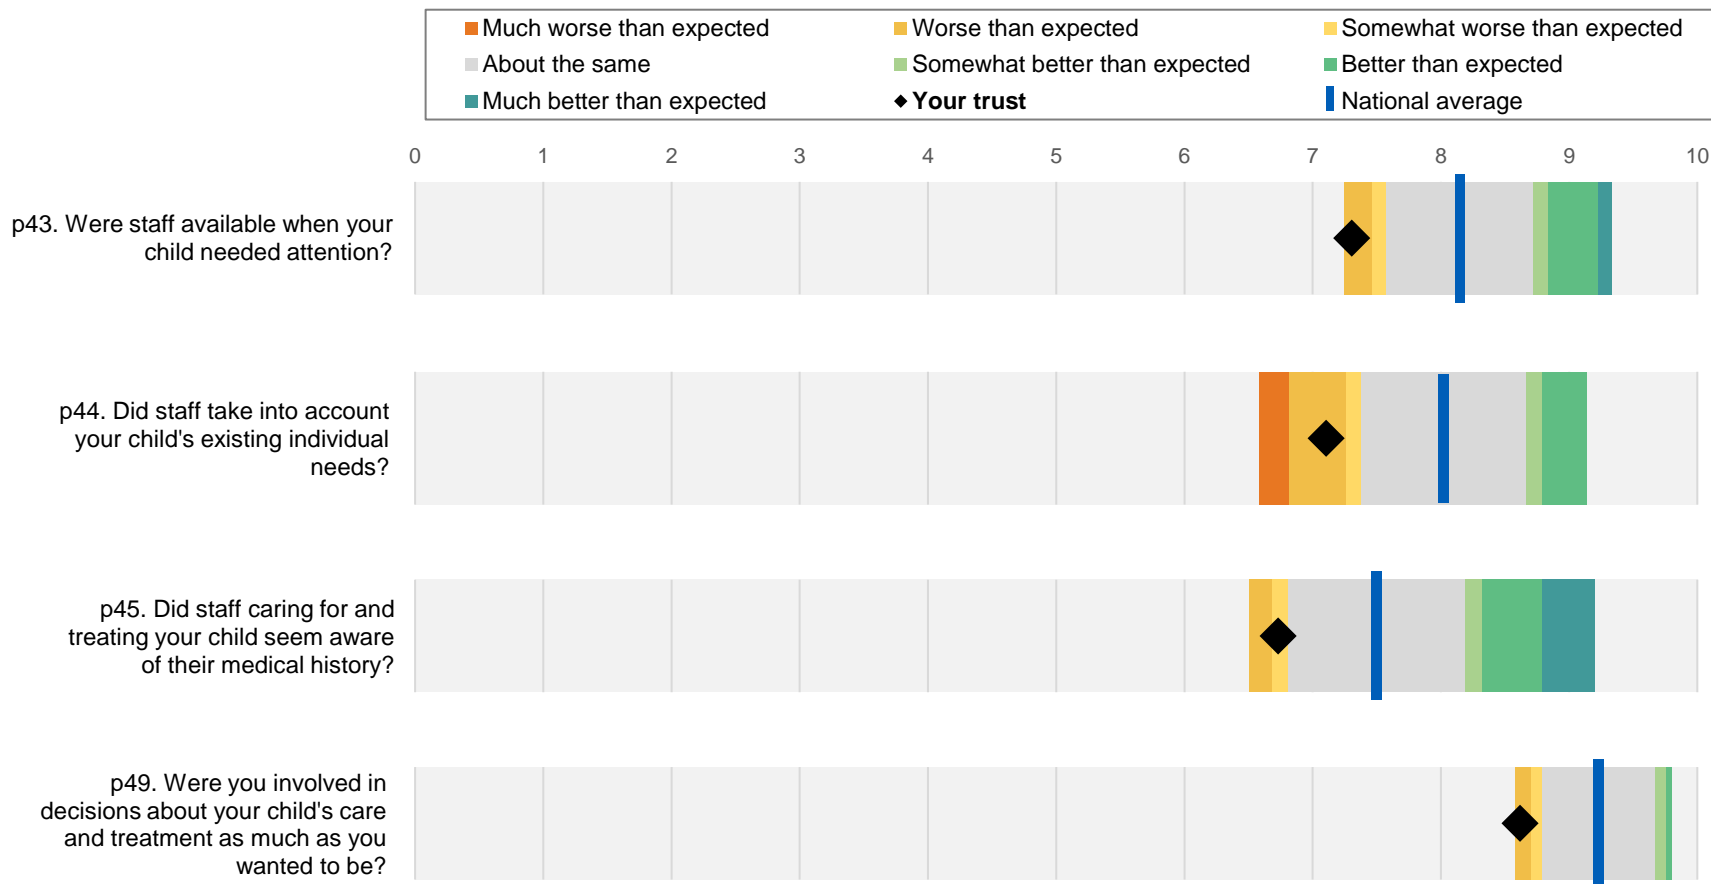 Much worse than expected
Worse than expected
Somewhat worse than expected
About the same
Somewhat better than expected
Better than expected
Much better than expected
Your trust
National average
0 1 2 3 4 5 6 7 8 9 10
p43. Were staff available when your
child needed attention?
p44. Did staff take into account
your child's existing individual
needs?
p45. Did staff caring for and
treating your child seem aware
of their medical history?
p49. Were you involved in
decisions about your child's care
and treatment as much as you
wanted to be?